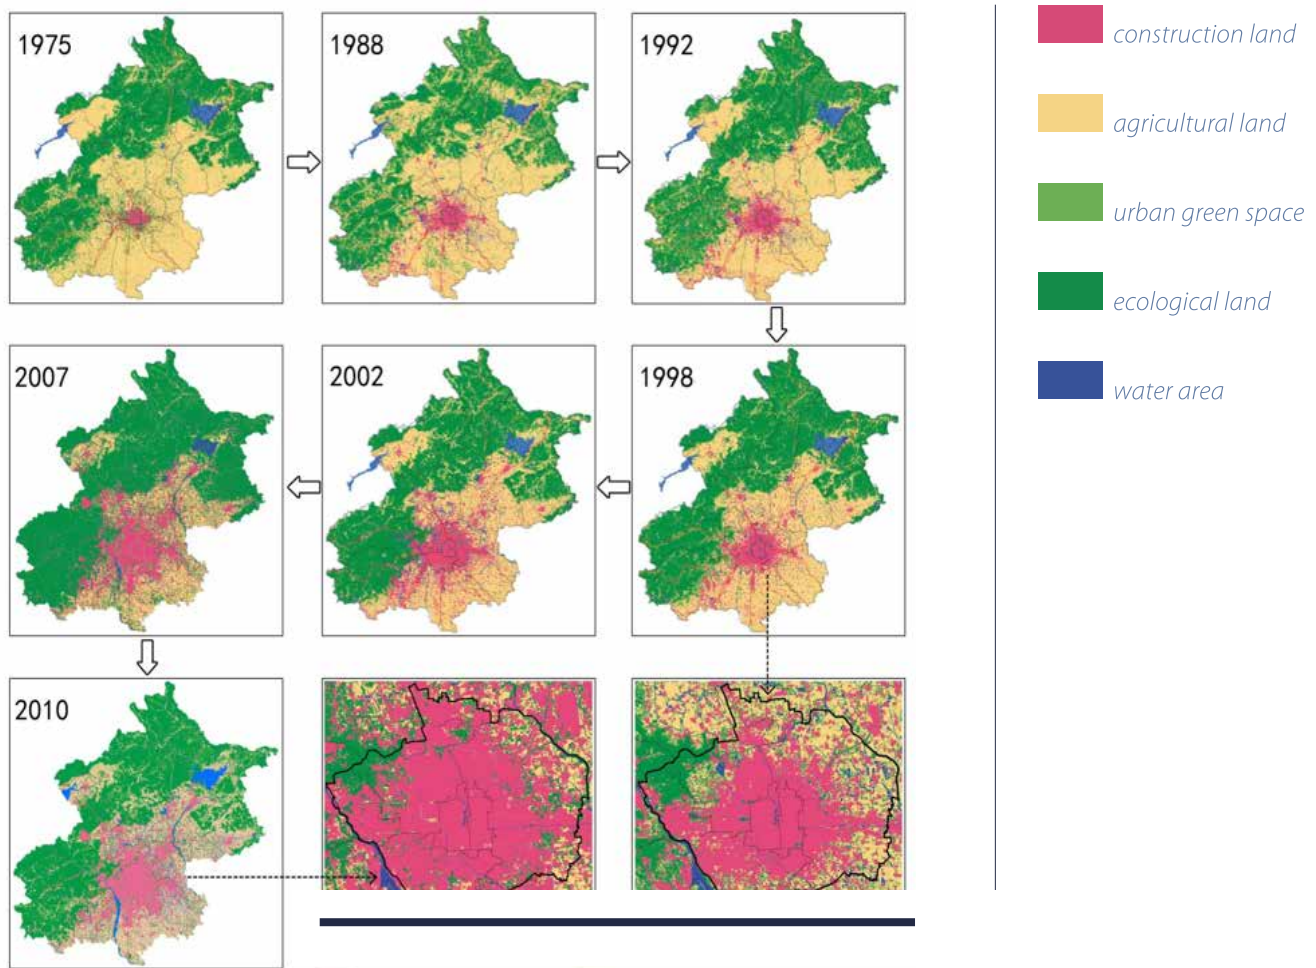 1975
1988
1992
2007
2002
1998
2010
construction land
agricultural land
urban green space
ecological land
water area